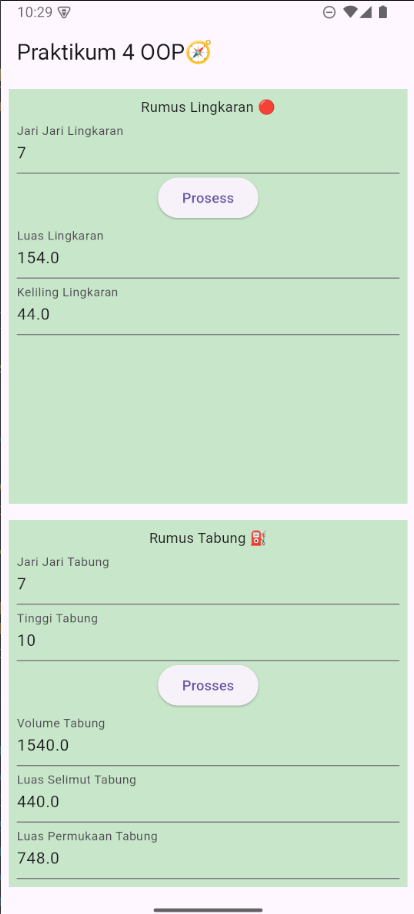 10:29
Praktikum 4 OOP🧭
Rumus Lingkaran 🔴
Jari Jari Lingkaran
7
Prosess
Luas Lingkaran
154.0
Keliling Lingkaran
44.0
Rumus Tabung ⛽
Jari Jari Tabung
7
Tinggi Tabung
10
Prosses
Volume Tabung
1540.0
Luas Selimut Tabung
440.0
Luas Permukaan Tabung
748.0